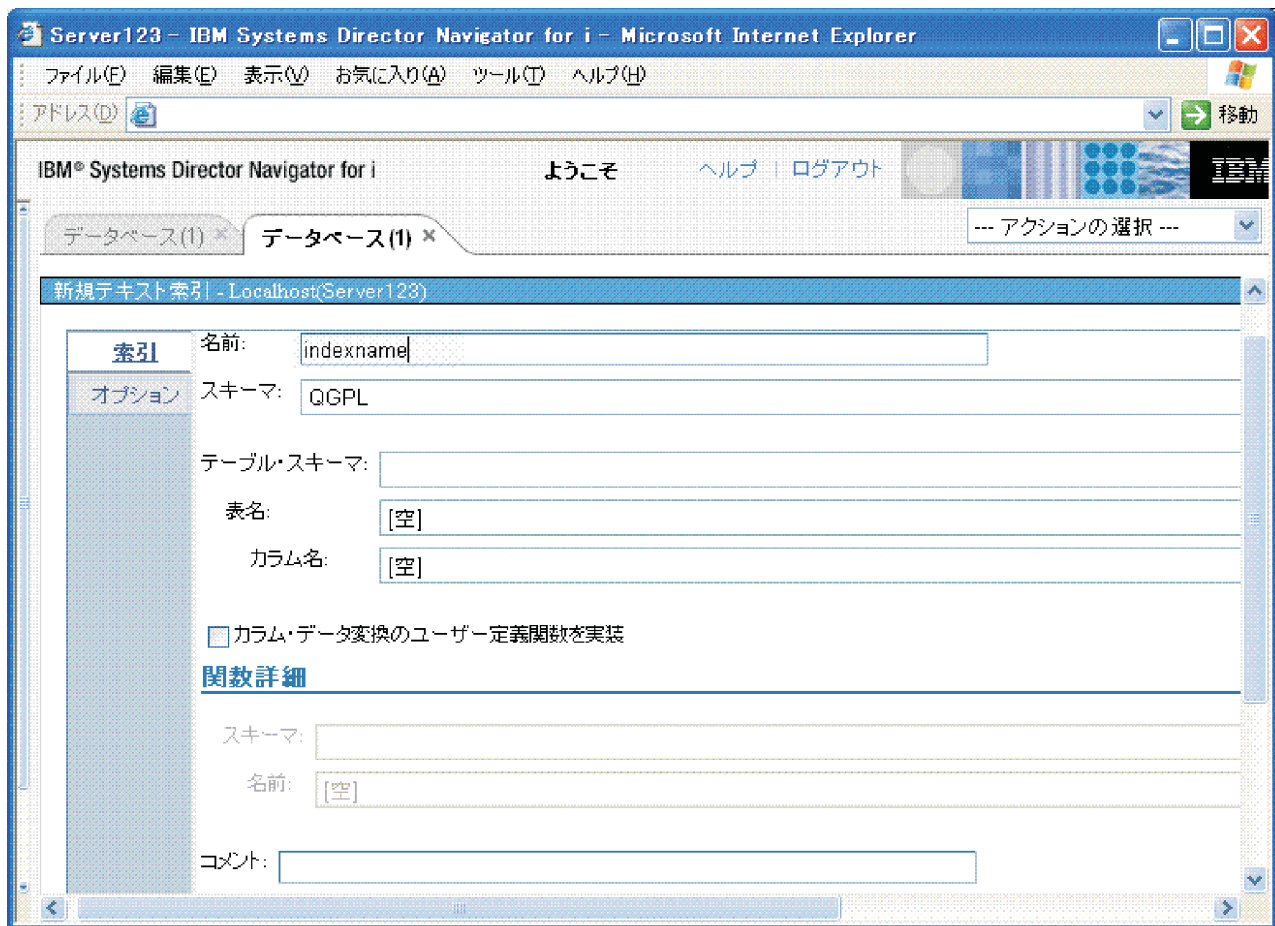 Server123 - IBM Systems Director Navigator for i - Microsoft Internet Explorer
ファイル(F) 編集(E) 表示(V) お気に入り(A) ツール(T) ヘルプ(H)
アドレス(D) 移動
IBM® Systems Director Navigator for i ようこそ ヘルプ | ログアウト IBM
データベース(1) × データベース(1) × --- アクションの選択 ---
新規テキスト索引 - Localhost(Server123)
索引
オプション
名前: indexname
スキーマ: QGPL
テーブル・スキーマ:
表名: [空]
カラム名: [空]
カラム・データ変換のユーザー定義関数を実装
関数詳細
スキーマ:
名前: [空]
コメント: